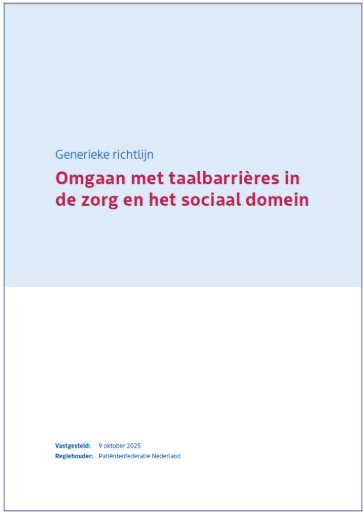 Generieke richtlijn
Omgaan met taalbarrières in
de zorg en het sociaal domein
Vastgesteld: 9 oktober 2025
Regiehouder: Patiëntenfederatie Nederland